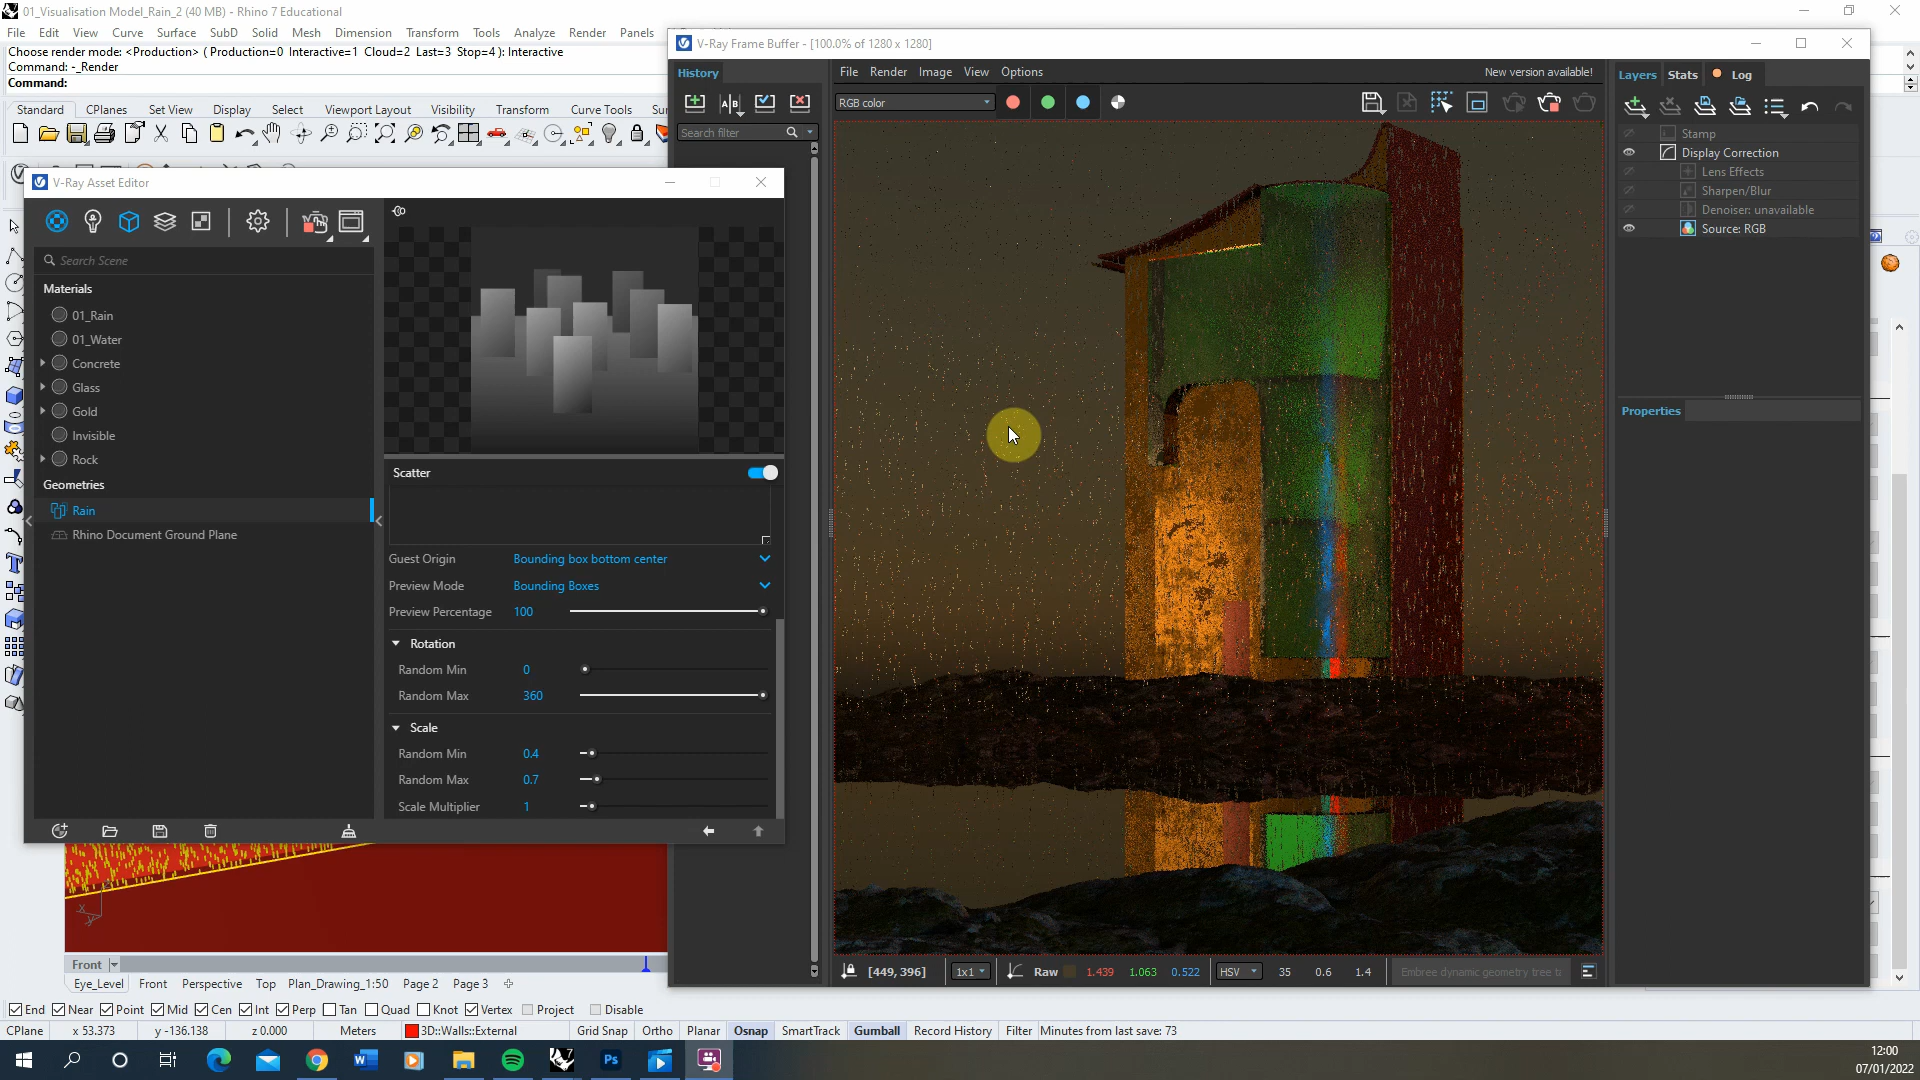 01_Visualisation Model_Rain_2 (40 MB) - Rhino 7 Educational
File Edit View Curve Surface SubD Solid Mesh Dimension Transform Tools Analyze Render Panels
Choose render mode: <Production> ( Production=0 Interactive=1 Cloud=2 Last=3 Stop=4 ): Interactive
Command: -_Render
Command:
Standard CPlanes Set View Display Select Viewport Layout Visibility Transform Curve Tools Sur
V-Ray Asset Editor
Search Scene
Materials
01_Rain
01_Water
Concrete
Glass
Gold
Invisible
Rock
Geometries
Rain
Rhino Document Ground Plane
Scatter
Guest Origin Bounding box bottom center
Preview Mode Bounding Boxes
Preview Percentage 100
Rotation
Random Min 0
Random Max 360
Scale
Random Min 0.4
Random Max 0.7
Scale Multiplier 1
V-Ray Frame Buffer - [100.0% of 1280 x 1280]
History
Search filter
File Render Image View Options
New version available!
RGB color
Layers Stats Log
Stamp
Display Correction
Lens Effects
Sharpen/Blur
Denoiser: unavailable
Source: RGB
Properties
[449, 396] 1x1 Raw 1.439 1.063 0.522 HSV 35 0.6 1.4 Embree dynamic geometry tree t
x
y
Front
Eye_Level Front Perspective Top Plan_Drawing_1:50 Page 2 Page 3
End Near Point Mid Cen Int Perp Tan Quad Knot Vertex Project Disable
CPlane x 53.373 y -136.138 z 0.000 Meters 3D::Walls::External Grid Snap Ortho Planar Osnap SmartTrack Gumball Record History Filter Minutes from last save: 73
Ps
7
12:00
07/01/2022